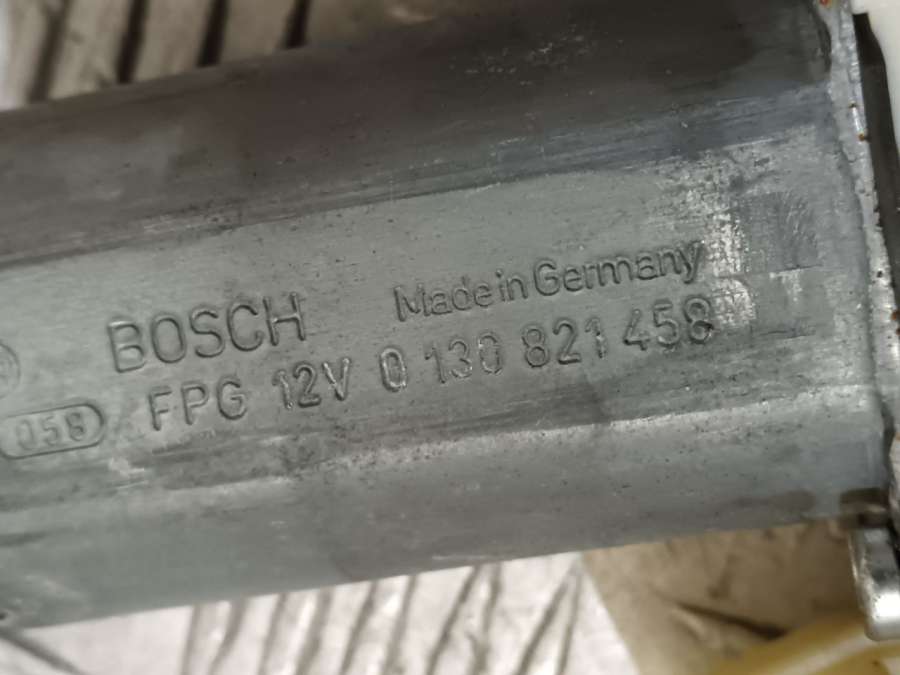 Made in Germany
BOSCH
FPG 12V 0 130 821 458
058